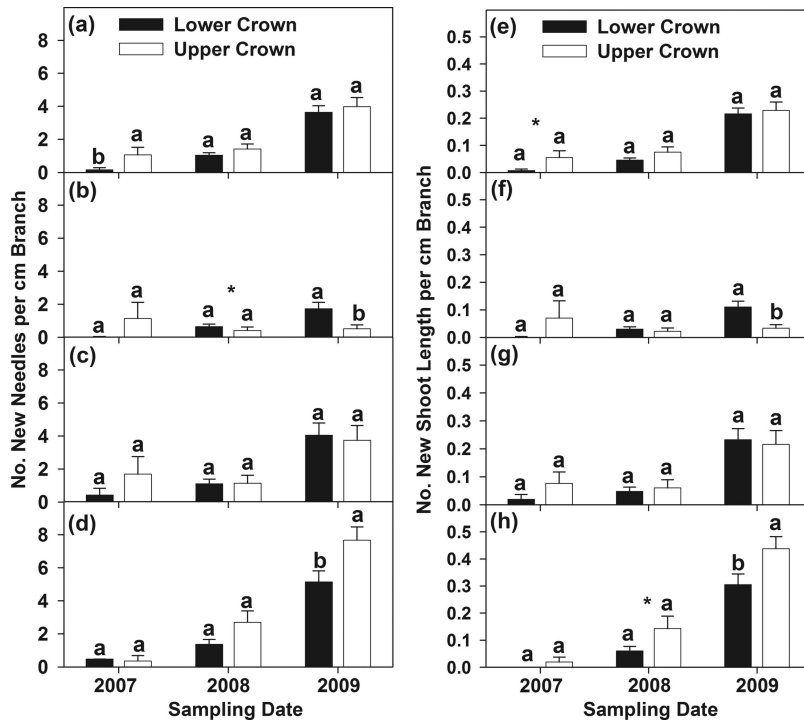 No. New Needles per cm Branch
(a)
Lower Crown
Upper Crown
8
6
4
2
0
b a a a a a
(b)
8
6
4
2
0
a a a * a a b
(c)
8
6
4
2
0
a a a a a a
(d)
8
6
4
2
0
a a a a b a
2007 2008 2009
Sampling Date
No. New Shoot Length per cm Branch
(e)
Lower Crown
Upper Crown
0.5
0.4
0.3
0.2
0.1
0.0
* a a a a a a
(f)
0.5
0.4
0.3
0.2
0.1
0.0
a a a a a b
(g)
0.5
0.4
0.3
0.2
0.1
0.0
a a a a a a
(h)
0.5
0.4
0.3
0.2
0.1
0.0
a a a * a b a
2007 2008 2009
Sampling Date